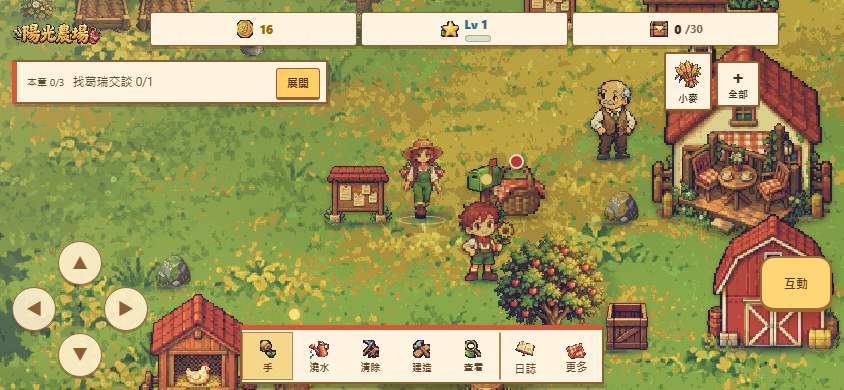 陽光農場
16
Lv 1
0 /30
本章 0/3 找葛瑞交談 0/1
展開
小麥
+
全部
互動
手
澆水
清除
建造
查看
日誌
更多